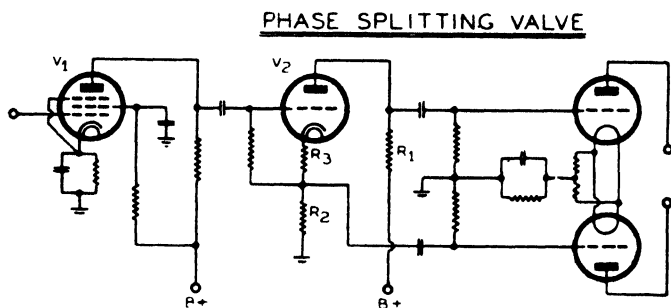 PHASE SPLITTING VALVE
V1
V2
R3
R1
R2
B+
B+